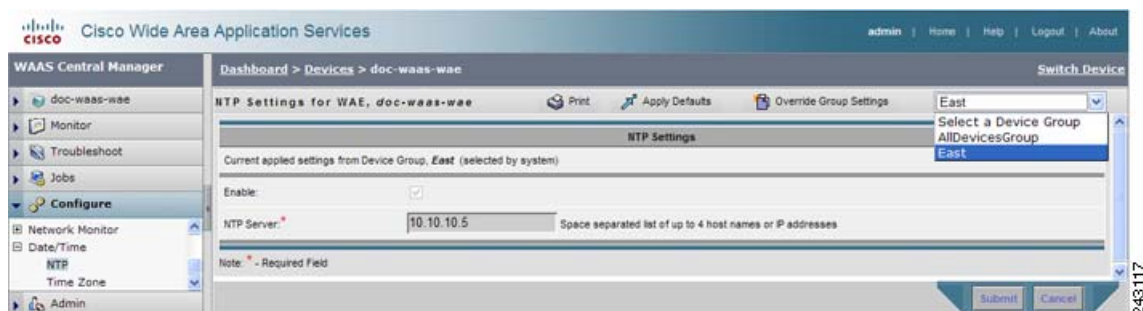 CISCO Cisco Wide Area Application Services
admin | Home | Help | Logout | About
WAAS Central Manager
Dashboard > Devices > doc-waas-wae
Switch Device
doc-waas-wae
Monitor
Troubleshoot
Jobs
Configure
Network Monitor
Date/Time
NTP
Time Zone
Admin
NTP Settings for WAE, doc-waas-wae
Print
Apply Defaults
Override Group Settings
East
Select a Device Group
AllDevicesGroup
East
NTP Settings
Current applied settings from Device Group, East (selected by system)
Enable:
NTP Server:* 10.10.10.5 Space separated list of up to 4 host names or IP addresses
Note: * - Required Field
Submit Cancel
243117